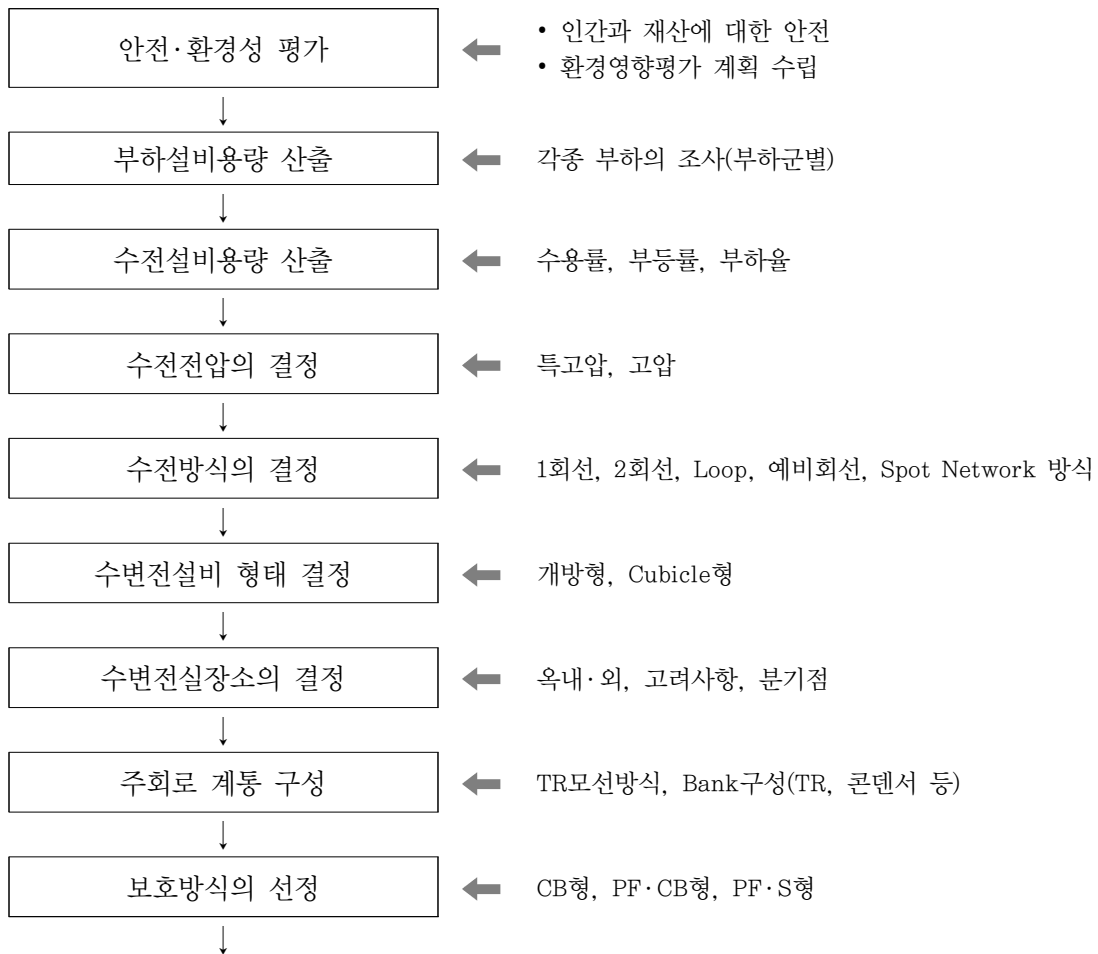 안전·환경성 평가
• 인간과 재산에 대한 안전
• 환경영향평가 계획 수립
부하설비용량 산출
각종 부하의 조사(부하군별)
수전설비용량 산출
수용률, 부등률, 부하율
수전전압의 결정
특고압, 고압
수전방식의 결정
1회선, 2회선, Loop, 예비회선, Spot Network 방식
수변전설비 형태 결정
개방형, Cubicle형
수변전실장소의 결정
옥내·외, 고려사항, 분기점
주회로 계통 구성
TR모선방식, Bank구성(TR, 콘덴서 등)
보호방식의 선정
CB형, PF·CB형, PF·S형